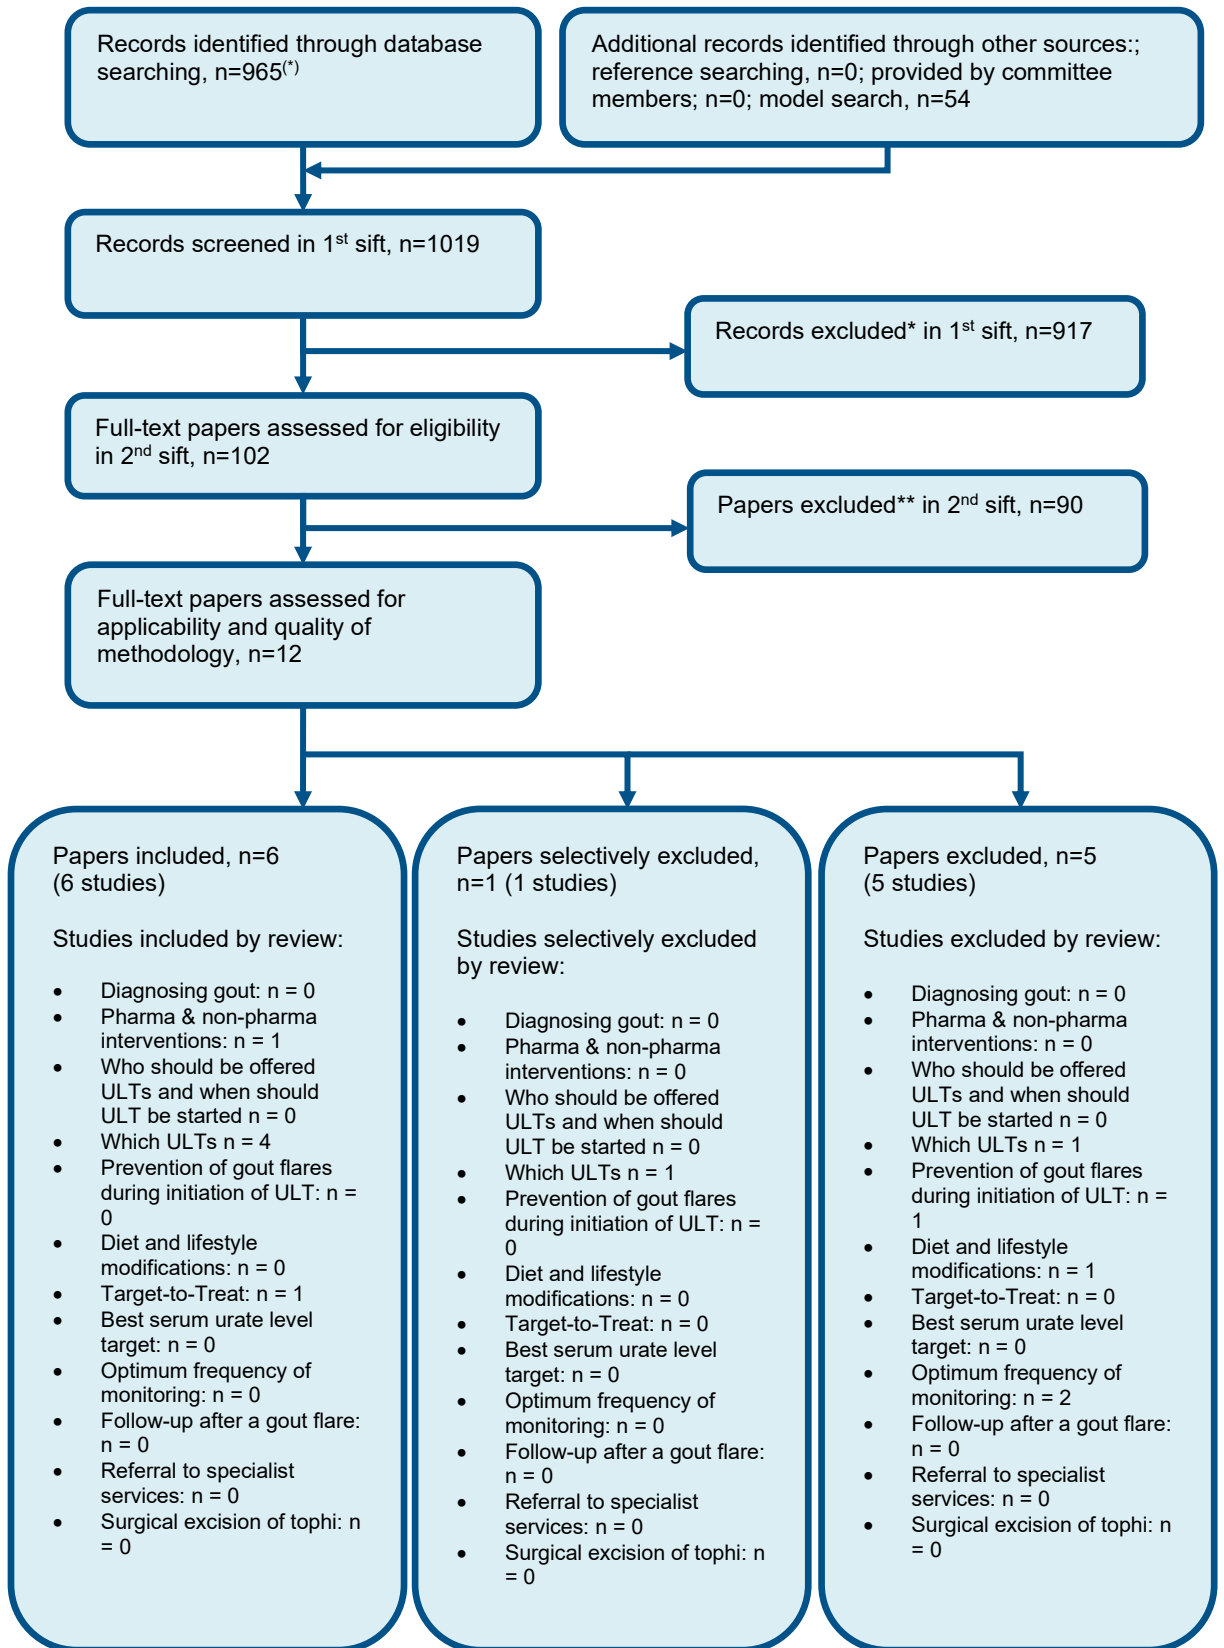 Records identified through database
searching, n=965(*)
Additional records identified through other sources:;
reference searching, n=0; provided by committee
members; n=0; model search, n=54
Records screened in 1st sift, n=1019
Records excluded* in 1st sift, n=917
Full-text papers assessed for eligibility
in 2nd sift, n=102
Papers excluded** in 2nd sift, n=90
Full-text papers assessed for
applicability and quality of
methodology, n=12
Papers included, n=6
(6 studies)
Studies included by review:
• Diagnosing gout: n = 0
• Pharma & non-pharma
interventions: n = 1
• Who should be offered
ULTs and when should
ULT be started n = 0
• Which ULTs n = 4
• Prevention of gout flares
during initiation of ULT: n =
0
• Diet and lifestyle
modifications: n = 0
• Target-to-Treat: n = 1
• Best serum urate level
target: n = 0
• Optimum frequency of
monitoring: n = 0
• Follow-up after a gout flare:
n = 0
• Referral to specialist
services: n = 0
• Surgical excision of tophi: n
= 0
Papers selectively excluded,
n=1 (1 studies)
Studies selectively excluded
by review:
• Diagnosing gout: n = 0
• Pharma & non-pharma
interventions: n = 0
• Who should be offered
ULTs and when should
ULT be started n = 0
• Which ULTs n = 1
• Prevention of gout flares
during initiation of ULT: n =
0
• Diet and lifestyle
modifications: n = 0
• Target-to-Treat: n = 0
• Best serum urate level
target: n = 0
• Optimum frequency of
monitoring: n = 0
• Follow-up after a gout flare:
n = 0
• Referral to specialist
services: n = 0
• Surgical excision of tophi: n
= 0
Papers excluded, n=5
(5 studies)
Studies excluded by review:
• Diagnosing gout: n = 0
• Pharma & non-pharma
interventions: n = 0
• Who should be offered
ULTs and when should
ULT be started n = 0
• Which ULTs n = 1
• Prevention of gout flares
during initiation of ULT: n =
1
• Diet and lifestyle
modifications: n = 1
• Target-to-Treat: n = 0
• Best serum urate level
target: n = 0
• Optimum frequency of
monitoring: n = 2
• Follow-up after a gout flare:
n = 0
• Referral to specialist
services: n = 0
• Surgical excision of tophi: n
= 0